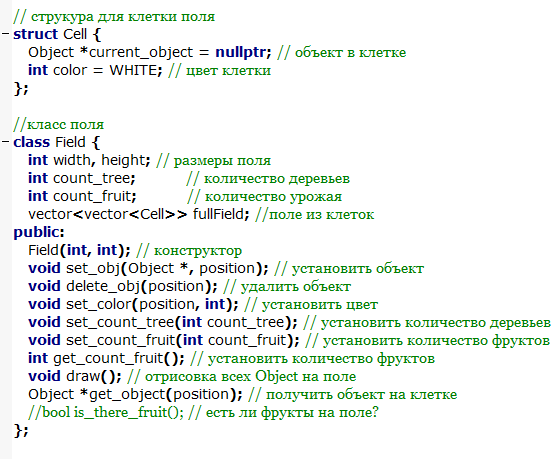 // струкура для клетки поля
struct Cell {
Object *current_object = nullptr; // объект в клетке
int color = WHITE; // цвет клетки
};
//класс поля
class Field {
int width, height; // размеры поля
int count_tree; // количество деревьев
int count_fruit; // количество урожая
vector<vector<Cell>> fullField; //поле из клеток
public:
Field(int, int); // конструктор
void set_obj(Object *, position); // установить объект
void delete_obj(position); // удалить объект
void set_color(position, int); // установить цвет
void set_count_tree(int count_tree); // установить количество деревьев
void set_count_fruit(int count_fruit); // установить количество фруктов
int get_count_fruit(); // установить количество фруктов
void draw(); // отрисовка всех Object на поле
Object *get_object(position); // получить объект на клетке
//bool is_there_fruit(); // есть ли фрукты на поле?
};